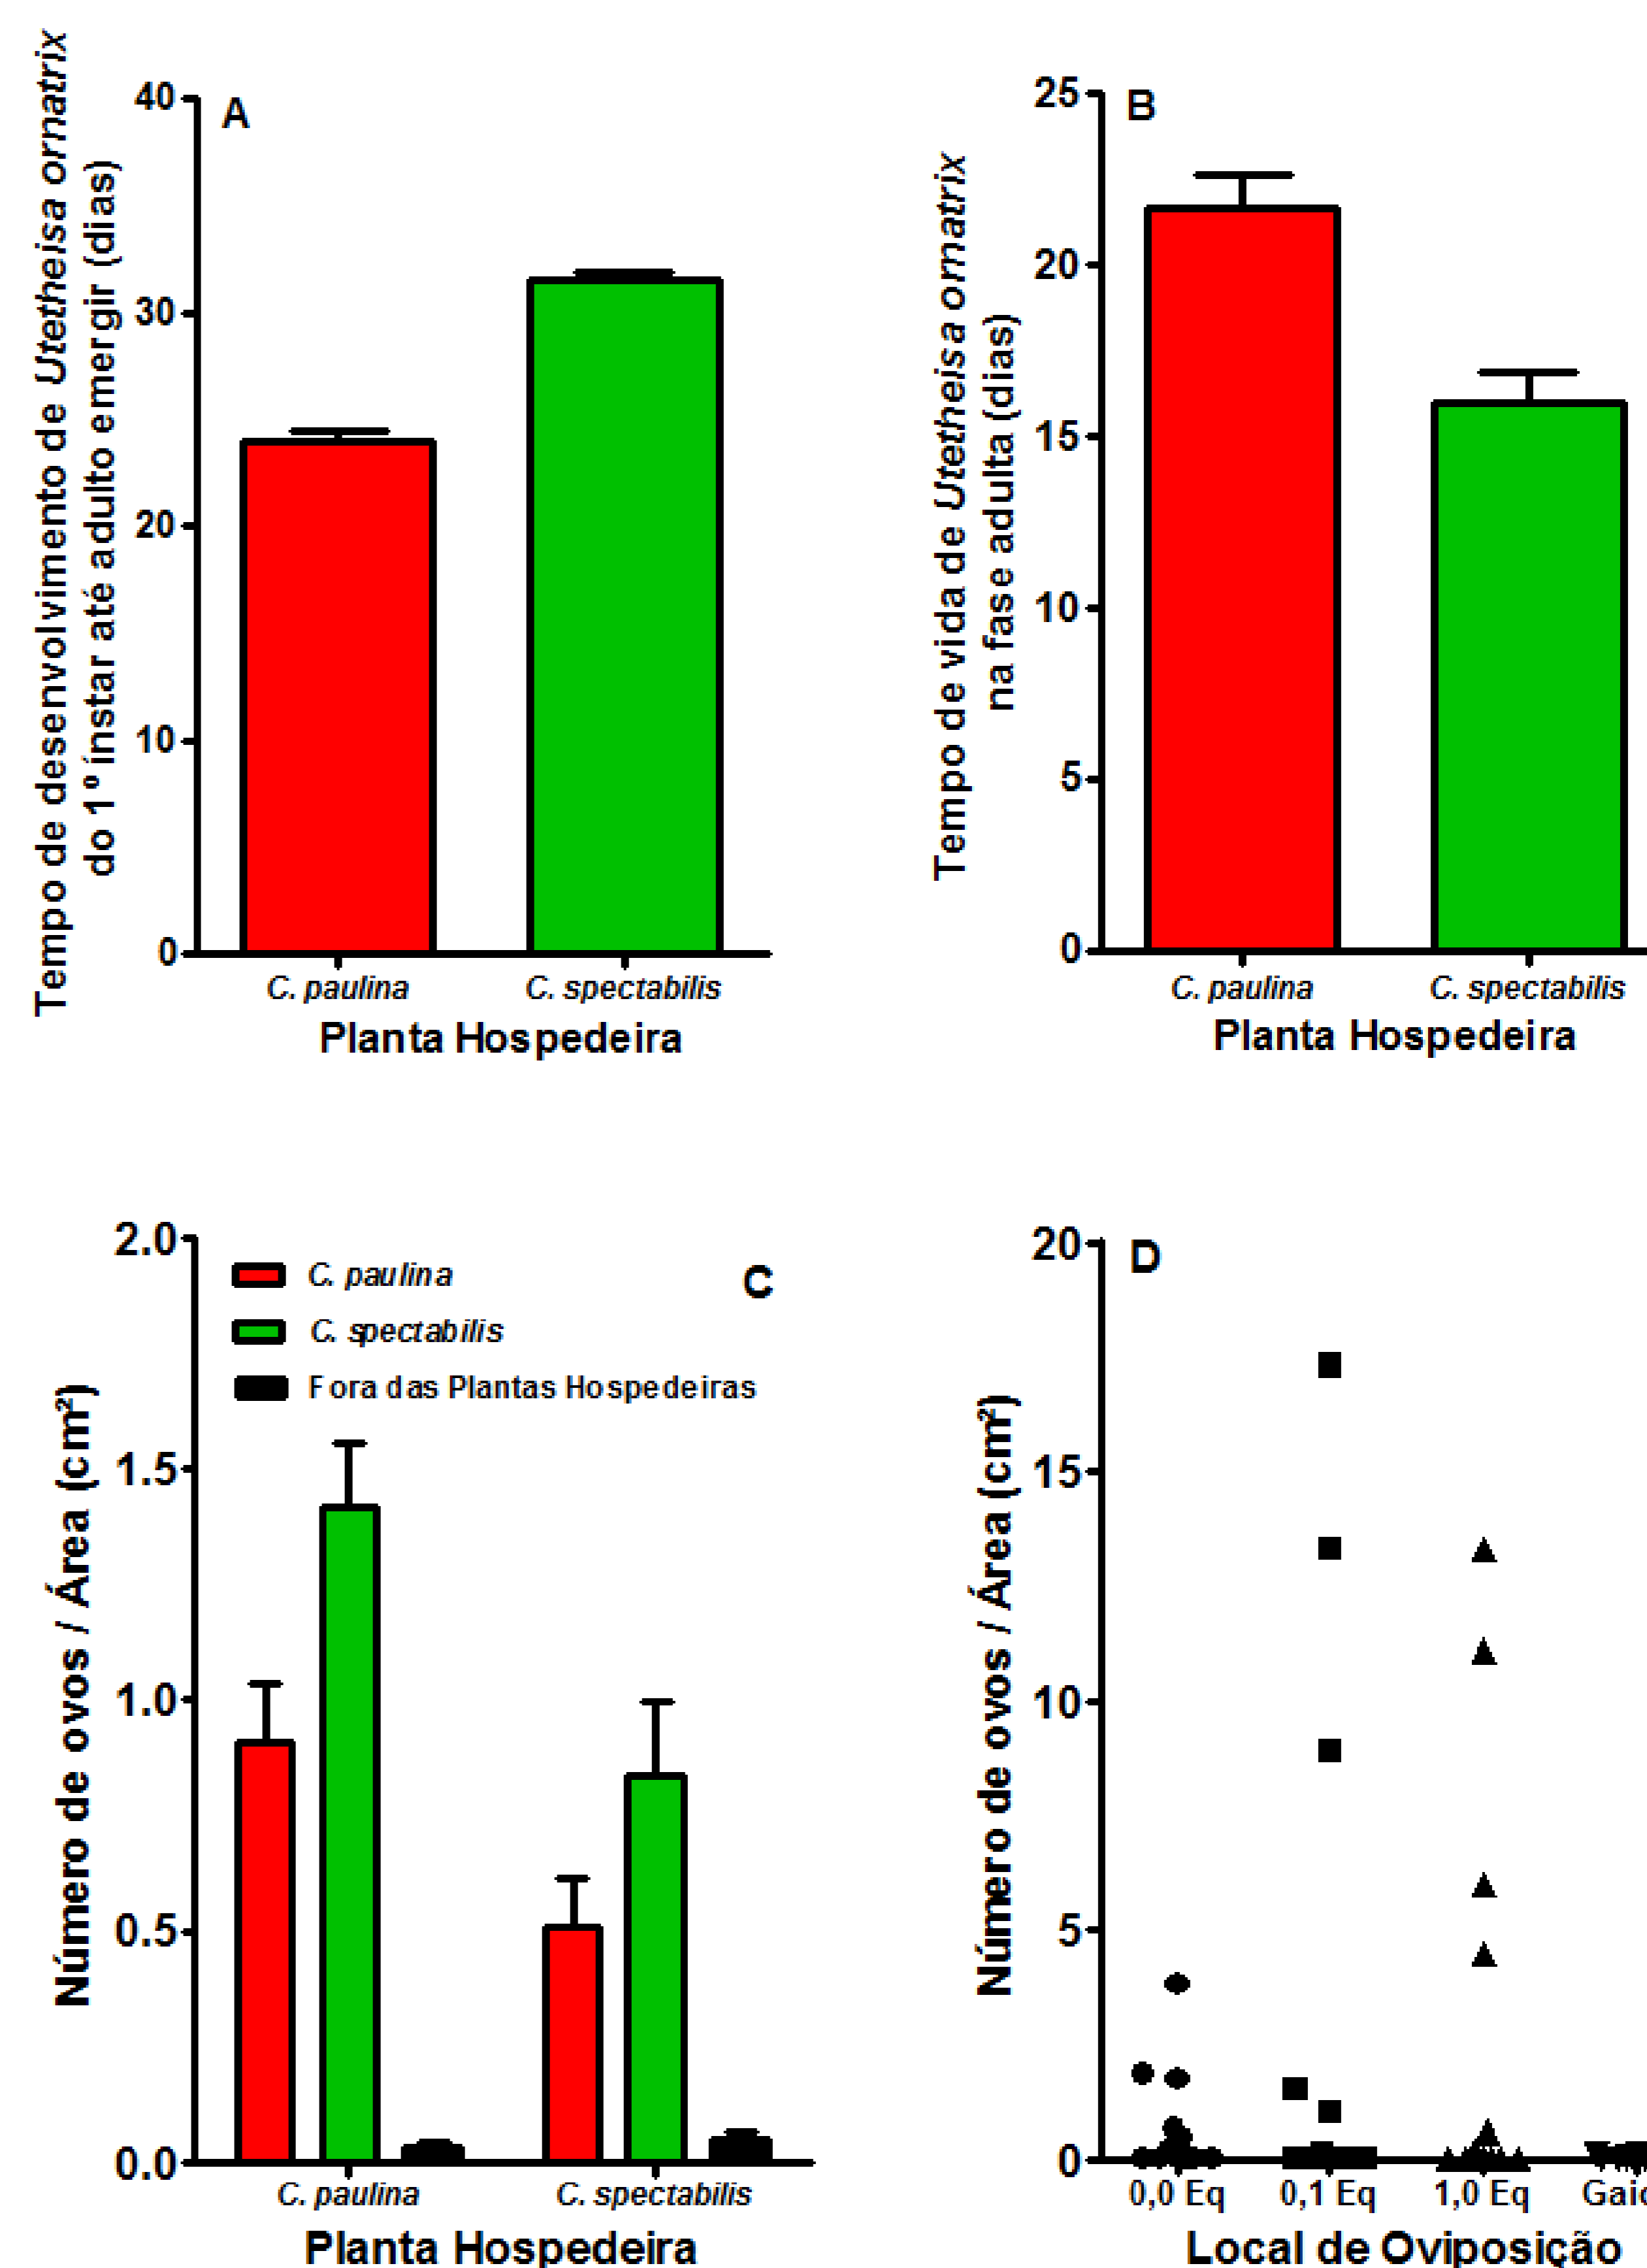 Tempo de desenvolvimento de Utetheisa ornatrix
do 1º ínstar até adulto emergir (dias)
A
40
30
20
10
0
C. paulina C. spectabilis
Planta Hospedeira
Tempo de vida de Utetheisa ornatrix
na fase adulta (dias)
B
25
20
15
10
5
0
C. paulina C. spectabilis
Planta Hospedeira
Número de ovos / Área (cm²)
C
2.0
1.5
1.0
0.5
0.0
C. paulina
C. spectabilis
Fora das Plantas Hospedeiras
C. paulina C. spectabilis
Planta Hospedeira
Número de ovos / Área (cm²)
D
20
15
10
5
0
0,0 Eq 0,1 Eq 1,0 Eq
Local de Oviposição